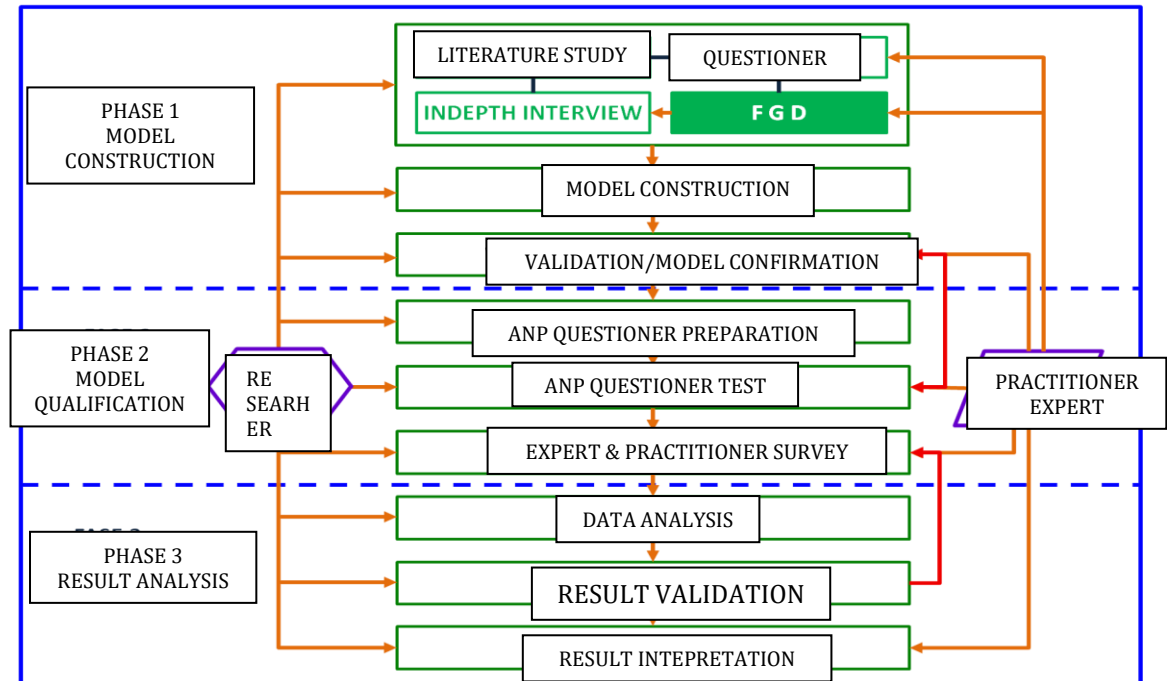 LITERATURE STUDY
QUESTIONER
INDEPTH INTERVIEW
F G D
PHASE 1
MODEL
CONSTRUCTION
MODEL CONSTRUCTION
VALIDATION/MODEL CONFIRMATION
ANP QUESTIONER PREPARATION
PHASE 2
MODEL
QUALIFICATION
RE
SEARH
ER
ANP QUESTIONER TEST
PRACTITIONER
EXPERT
EXPERT & PRACTITIONER SURVEY
DATA ANALYSIS
PHASE 3
RESULT ANALYSIS
RESULT VALIDATION
RESULT INTEPRETATION